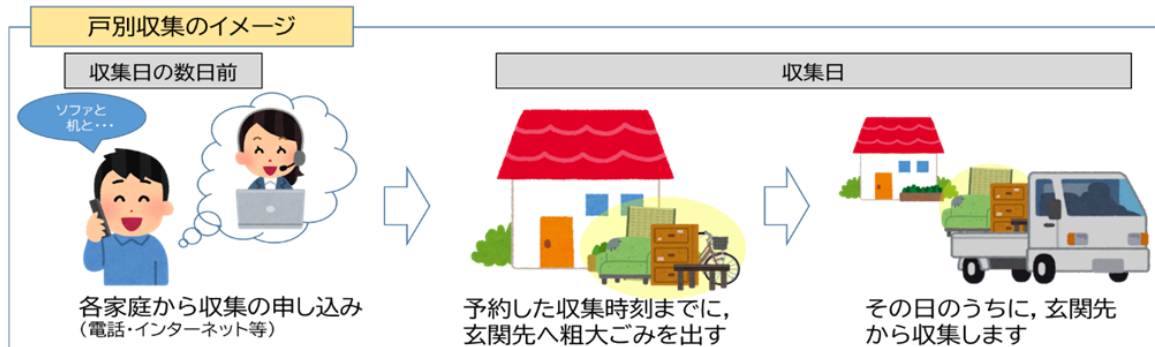 戸別収集のイメージ
収集日の数日前
収集日
ソファと
机と・・・
各家庭から収集の申し込み
（電話・インターネット等）
予約した収集時刻までに，
玄関先へ粗大ごみを出す
その日のうちに，玄関先
から収集します